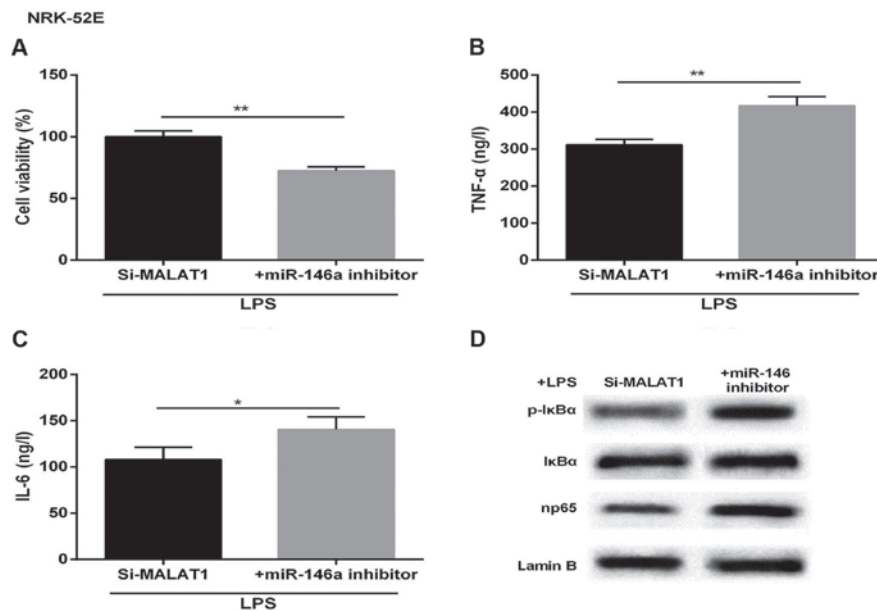 NRK-52E
A
150
100
50
0
Cell viability (%)
**
Si-MALAT1 +miR-146a inhibitor
LPS
B
500
400
300
200
100
0
TNF-α (ng/l)
**
Si-MALAT1 +miR-146a inhibitor
LPS
C
200
150
100
50
0
IL-6 (ng/l)
*
Si-MALAT1 +miR-146a inhibitor
LPS
D
+LPS Si-MALAT1 +miR-146
inhibitor
p-IκBα
IκBα
np65
Lamin B